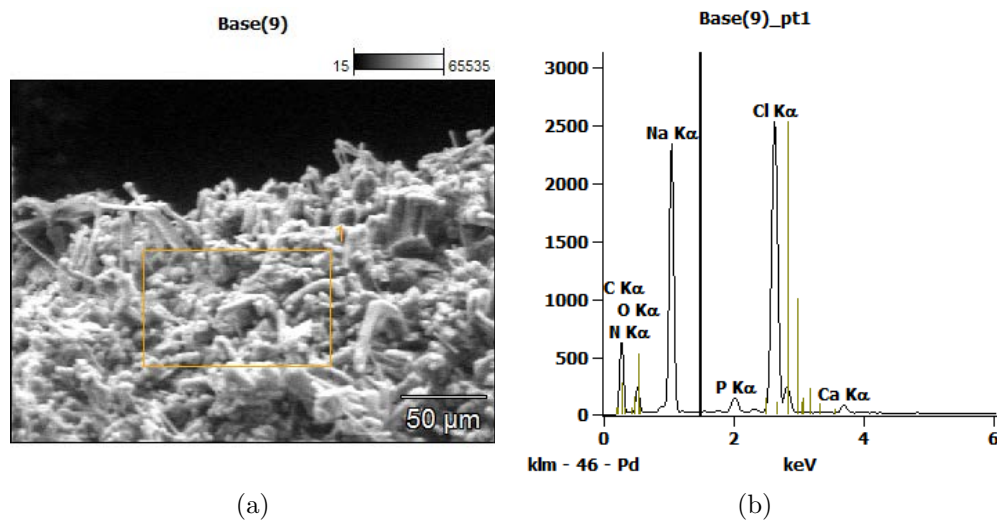 Base(9)
15 65535
1
50 µm
(a)
Base(9)_pt1
3000
2500
2000
1500
1000
500
0
Na Kα
Cl Kα
C Kα
O Kα
N Kα
P Kα
Ca Kα
0 2 4 6
klm - 46 - Pd keV
(b)